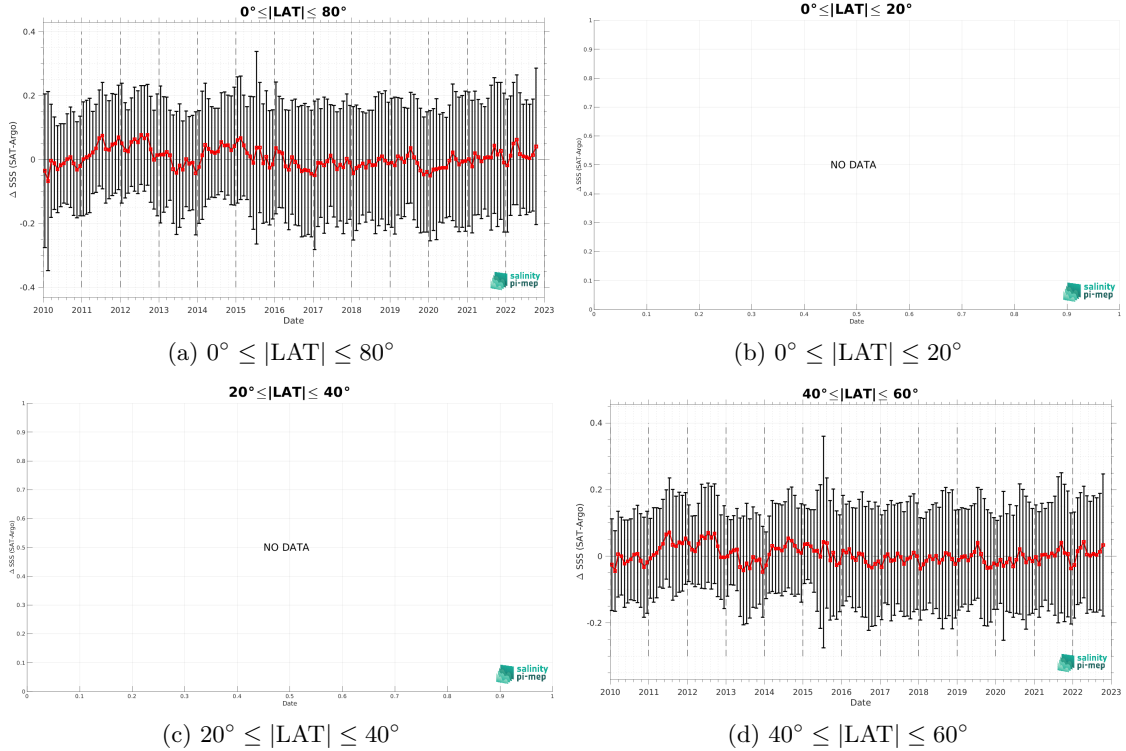 0°≤|LAT|≤ 80°
0.4
0.2
0
-0.2
-0.4
Δ SSS (SAT-Argo)
2010 2011 2012 2013 2014 2015 2016 2017 2018 2019 2020 2021 2022 2023
Date
salinity
pi-mep
(a) 0° ≤ |LAT| ≤ 80°
0°≤|LAT|≤ 20°
1
0.9
0.8
0.7
0.6
0.5
0.4
0.3
0.2
0.1
0
Δ SSS (SAT-Argo)
NO DATA
0 0.1 0.2 0.3 0.4 0.5 0.6 0.7 0.8 0.9 1
Date
salinity
pi-mep
(b) 0° ≤ |LAT| ≤ 20°
20°≤|LAT|≤ 40°
1
0.9
0.8
0.7
0.6
0.5
0.4
0.3
0.2
0.1
0
Δ SSS (SAT-Argo)
NO DATA
0 0.1 0.2 0.3 0.4 0.5 0.6 0.7 0.8 0.9 1
Date
salinity
pi-mep
(c) 20° ≤ |LAT| ≤ 40°
40°≤|LAT|≤ 60°
0.4
0.2
0
-0.2
Δ SSS (SAT-Argo)
2010 2011 2012 2013 2014 2015 2016 2017 2018 2019 2020 2021 2022 2023
Date
salinity
pi-mep
(d) 40° ≤ |LAT| ≤ 60°